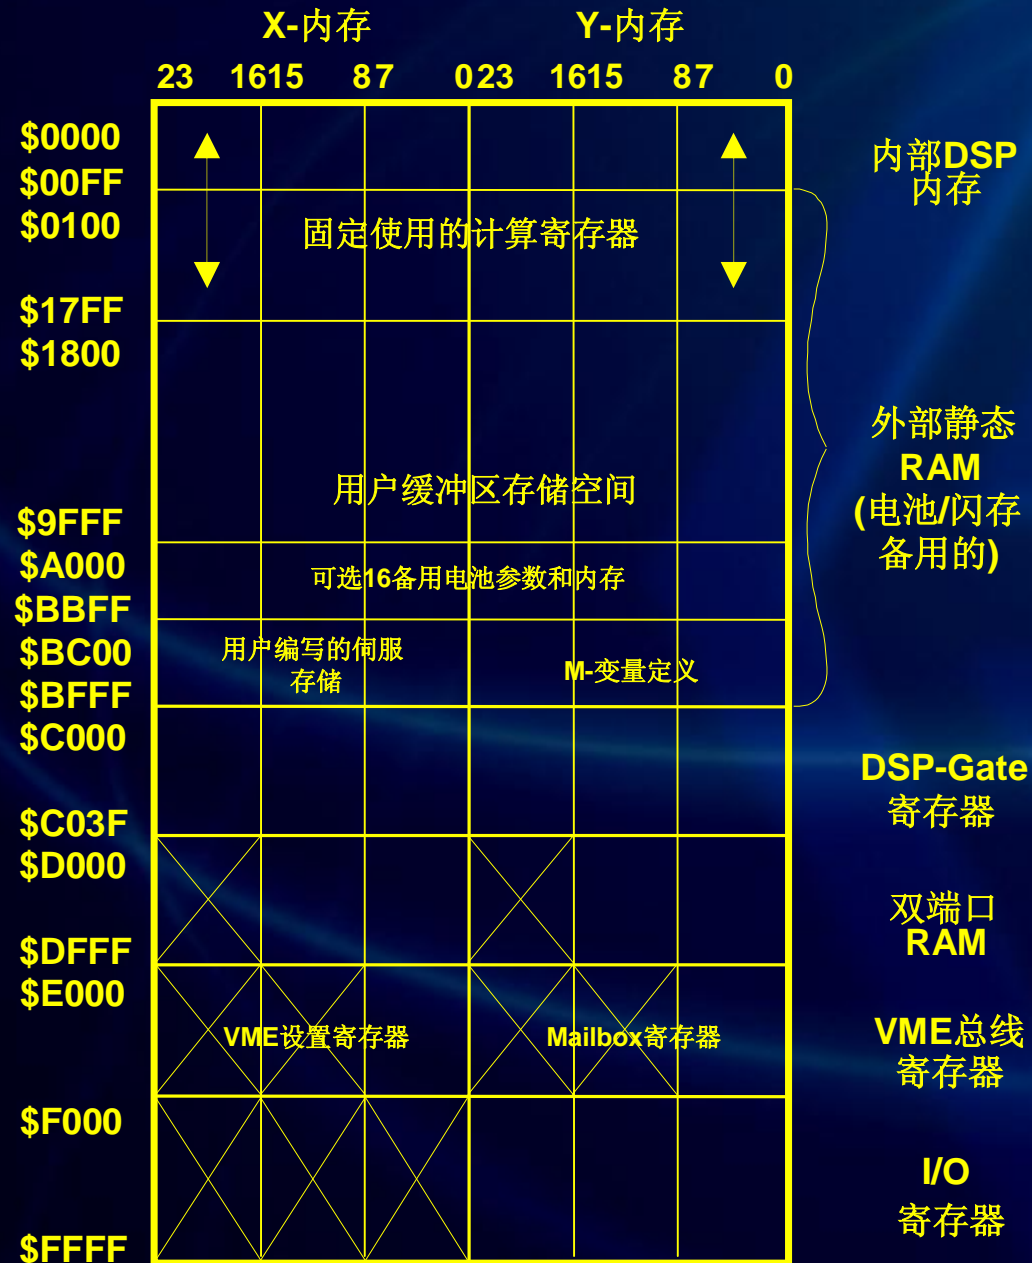 X-内存 Y-内存
23 1615 87 023 1615 87 0
$0000
$00FF
$0100
$17FF
$1800
$9FFF
$A000
$BBFF
$BC00
$BFFF
$C000
$C03F
$D000
$DFFF
$E000
$F000
$FFFF
固定使用的计算寄存器
用户缓冲区存储空间
可选16备用电池参数和内存
用户编写的伺服
存储
M-变量定义
VME设置寄存器
Mailbox寄存器
内部DSP
内存
外部静态
RAM
(电池/闪存
备用的)
DSP-Gate
寄存器
双端口
RAM
VME总线
寄存器
I/O
寄存器